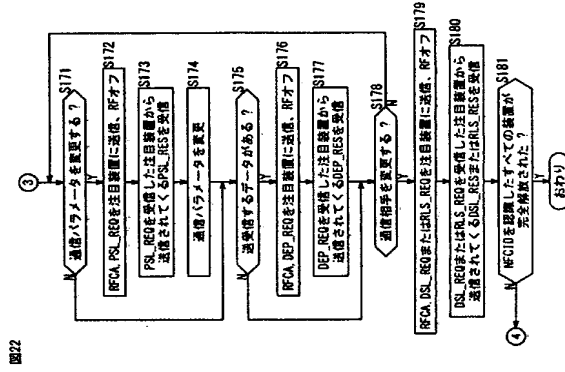 図22
3
S171
通信パラメータを変更する？
N
Y
S172
RFCA,PSL_REQを注目装置に送信、RFオフ
S173
PSL_REQを受信した注目装置から
送信されてくるPSL_RESを受信
S174
通信パラメータを変更
S175
送受信するデータがある？
N
Y
S176
RFCA,DEP_REQを注目装置に送信、RFオフ
S177
DEP_REQを受信した注目装置から
送信されてくるDEP_RESを受信
S178
通信相手を変更する？
N
Y
S179
RFCA,DSL_REQまたはRLS_REQを注目装置に送信、RFオフ
S180
DSL_REQまたはRLS_REQを受信した注目装置から
送信されてくるDSL_RESまたはRLS_RESを受信
S181
NFCIDを認識したすべての装置が
完全解放された？
N
4
Y
おわり